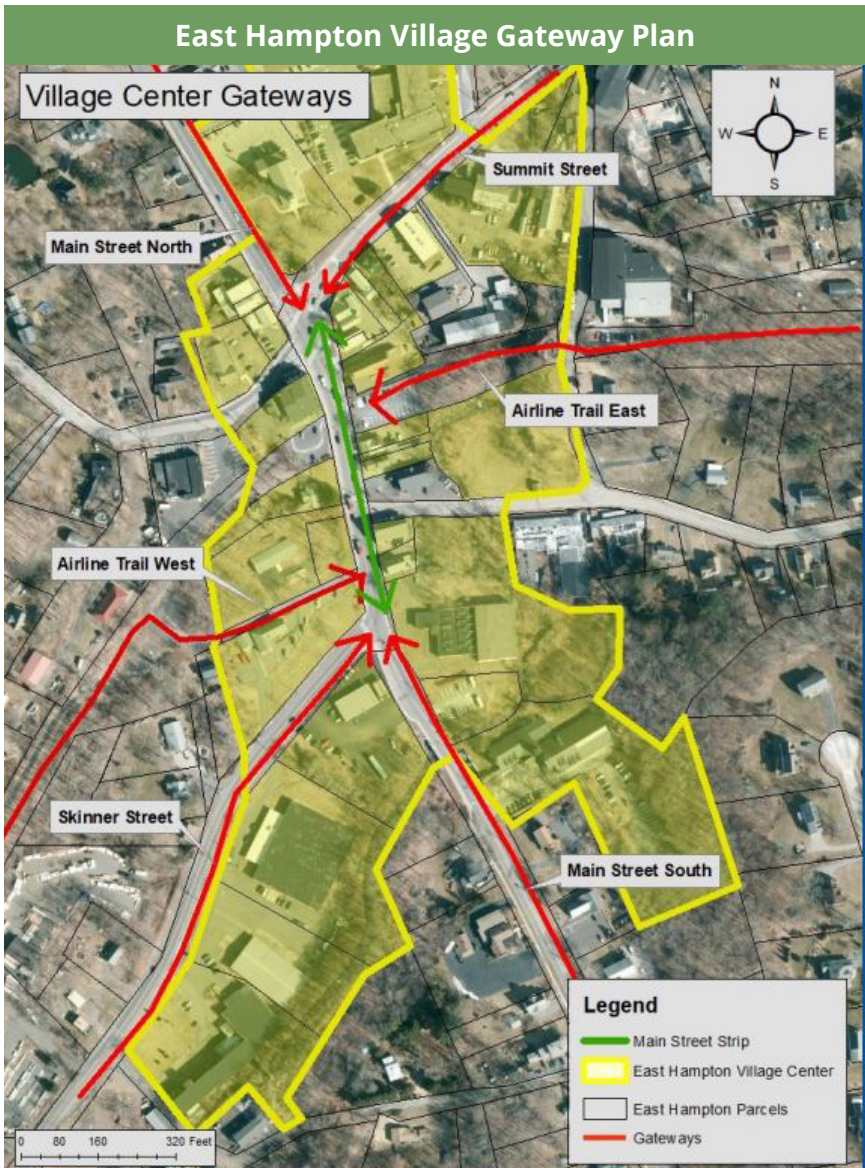 East Hampton Village Gateway Plan
Village Center Gateways
N
W E
S
Summit Street
Main Street North
Airline Trail East
Airline Trail West
Skinner Street
Main Street South
Legend
Main Street Strip
East Hampton Village Center
East Hampton Parcels
Gateways
0 80 160 320 Feet